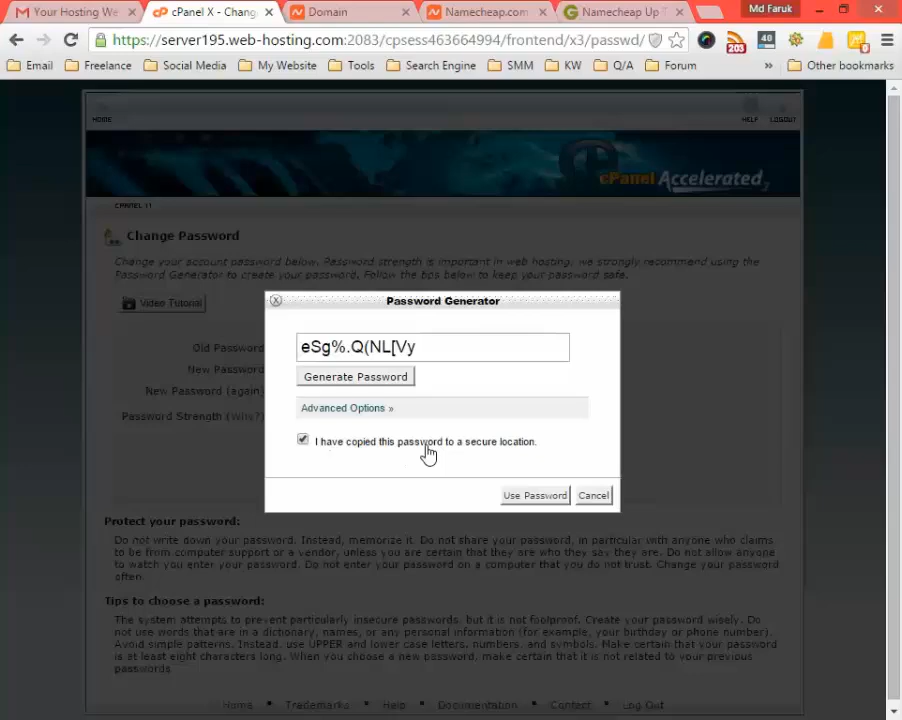 Md Faruk
Your Hosting We
cPanel X - Chang
Domain
Namecheap.com
Namecheap Up T
https://server195.web-hosting.com:2083/cpsess463664994/frontend/x3/passwd/
203
40
Email
Freelance
Social Media
My Website
Tools
Search Engine
SMM
KW
Q/A
Forum
»
Other bookmarks
HOME
HELP
LOGOUT
cPanel Accelerated
CPANEL 11
Change Password
Change your account password below. Password strength is important in web hosting; we strongly recommend using the
Password Generator to create your password. Follow the tips below to keep your password safe.
Video Tutorial
Password Generator
Old Password
eSg%.Q(NL[Vy
New Password
Generate Password
New Password (again)
Advanced Options »
Password Strength (Why?)
I have copied this password to a secure location.
Use Password
Cancel
Protect your password:
Do not write down your password. Instead, memorize it. Do not share your password, in particular with anyone who claims
to be from computer support or a vendor, unless you are certain that they are who they say they are. Do not allow anyone
to watch you enter your password. Do not enter your password on a computer that you do not trust. Change your password
often.
Tips to choose a password:
The system attempts to prevent particularly insecure passwords, but it is not foolproof. Create your password wisely. Do
not use words that are in a dictionary, names, or any personal information (for example, your birthday or phone number).
Avoid simple patterns. Instead, use UPPER and lower case letters, numbers, and symbols. Make certain that your password
is at least eight characters long. When you choose a new password, make certain that it is not related to your previous
passwords
Home • Trademarks • Help • Documentation • Contact • Log Out